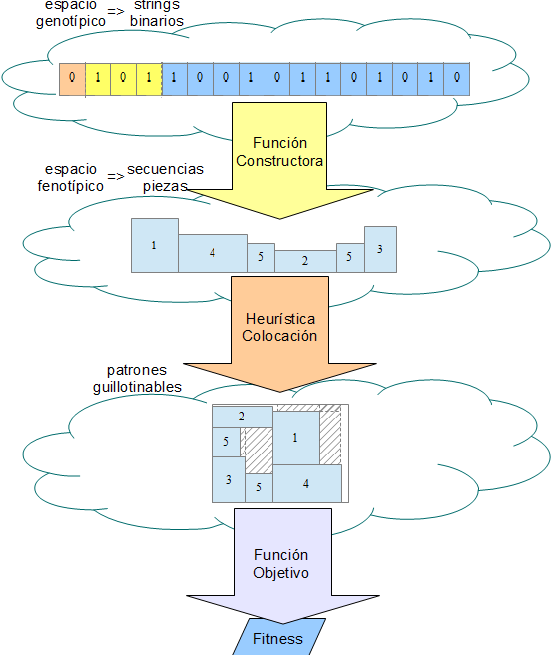 espacio => strings
genotípico binarios
0 1 0 1 1 0 0 1 0 1 1 0 1 0 1 0
Función
Constructora
espacio => secuencias
fenotípico piezas
1 4 5 2 5 3
Heurística
Colocación
patrones
guillotinables
2
5 1
3 5 4
Función
Objetivo
Fitness